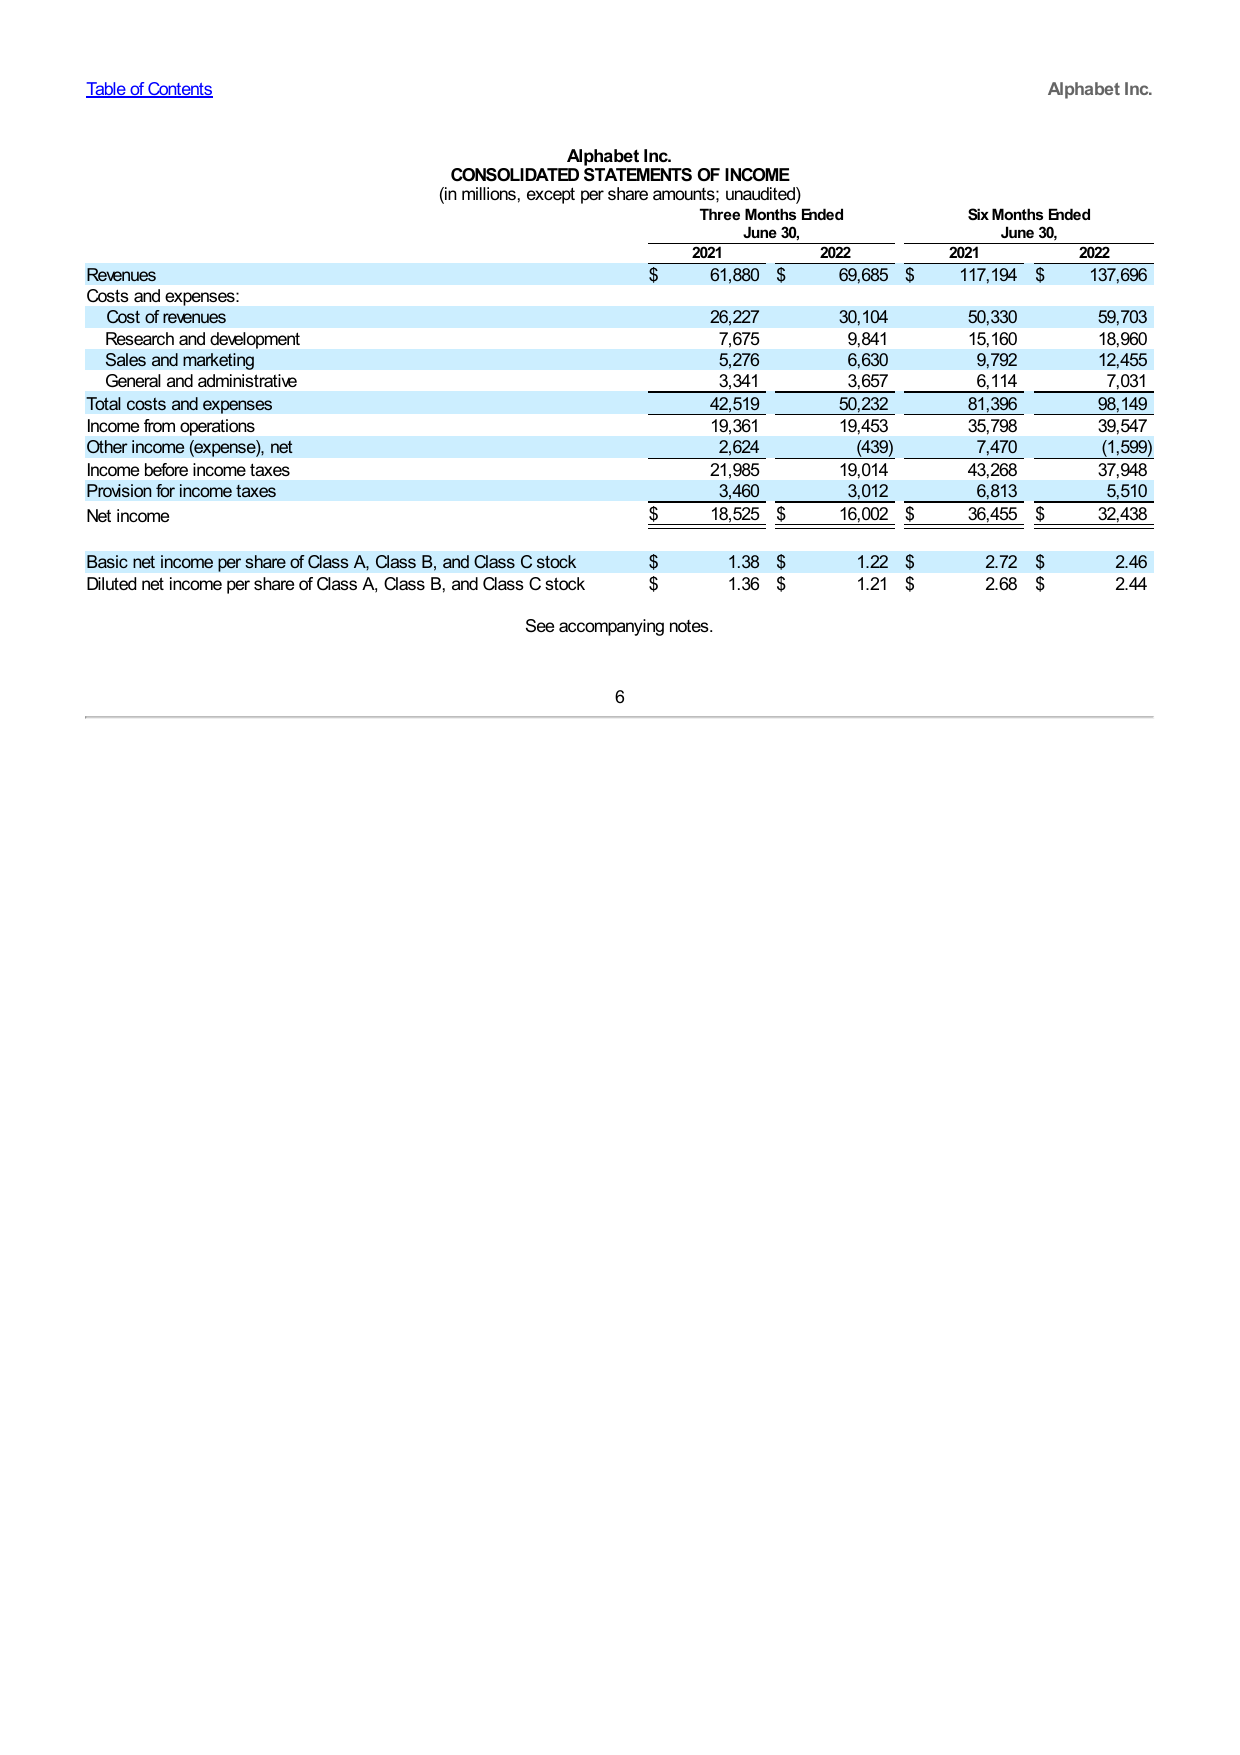 Table of Contents Alphabet Inc.
Alphabet Inc.
CONSOLIDATED STATEMENTS OF INCOME
(in millions, except per share amounts; unaudited)
Three Months Ended Six Months Ended
June 30, June 30,
2021 2022 2021 2022
Revenues $ 61,880 $ 69,685 $ 117,194 $ 137,696
Costs and expenses:
Cost of revenues 26,227 30,104 50,330 59,703
Research and development 7,675 9,841 15,160 18,960
Sales and marketing 5,276 6,630 9,792 12,455
General and administrative 3,341 3,657 6,114 7,031
Total costs and expenses 42,519 50,232 81,396 98,149
Income from operations 19,361 19,453 35,798 39,547
Other income (expense), net 2,624 (439) 7,470 (1,599)
Income before income taxes 21,985 19,014 43,268 37,948
Provision for income taxes 3,460 3,012 6,813 5,510
Net income $ 18,525 $ 16,002 $ 36,455 $ 32,438
Basic net income per share of Class A, Class B, and Class C stock $ 1.38 $ 1.22 $ 2.72 $ 2.46
Diluted net income per share of Class A, Class B, and Class C stock $ 1.36 $ 1.21 $ 2.68 $ 2.44
See accompanying notes.
6